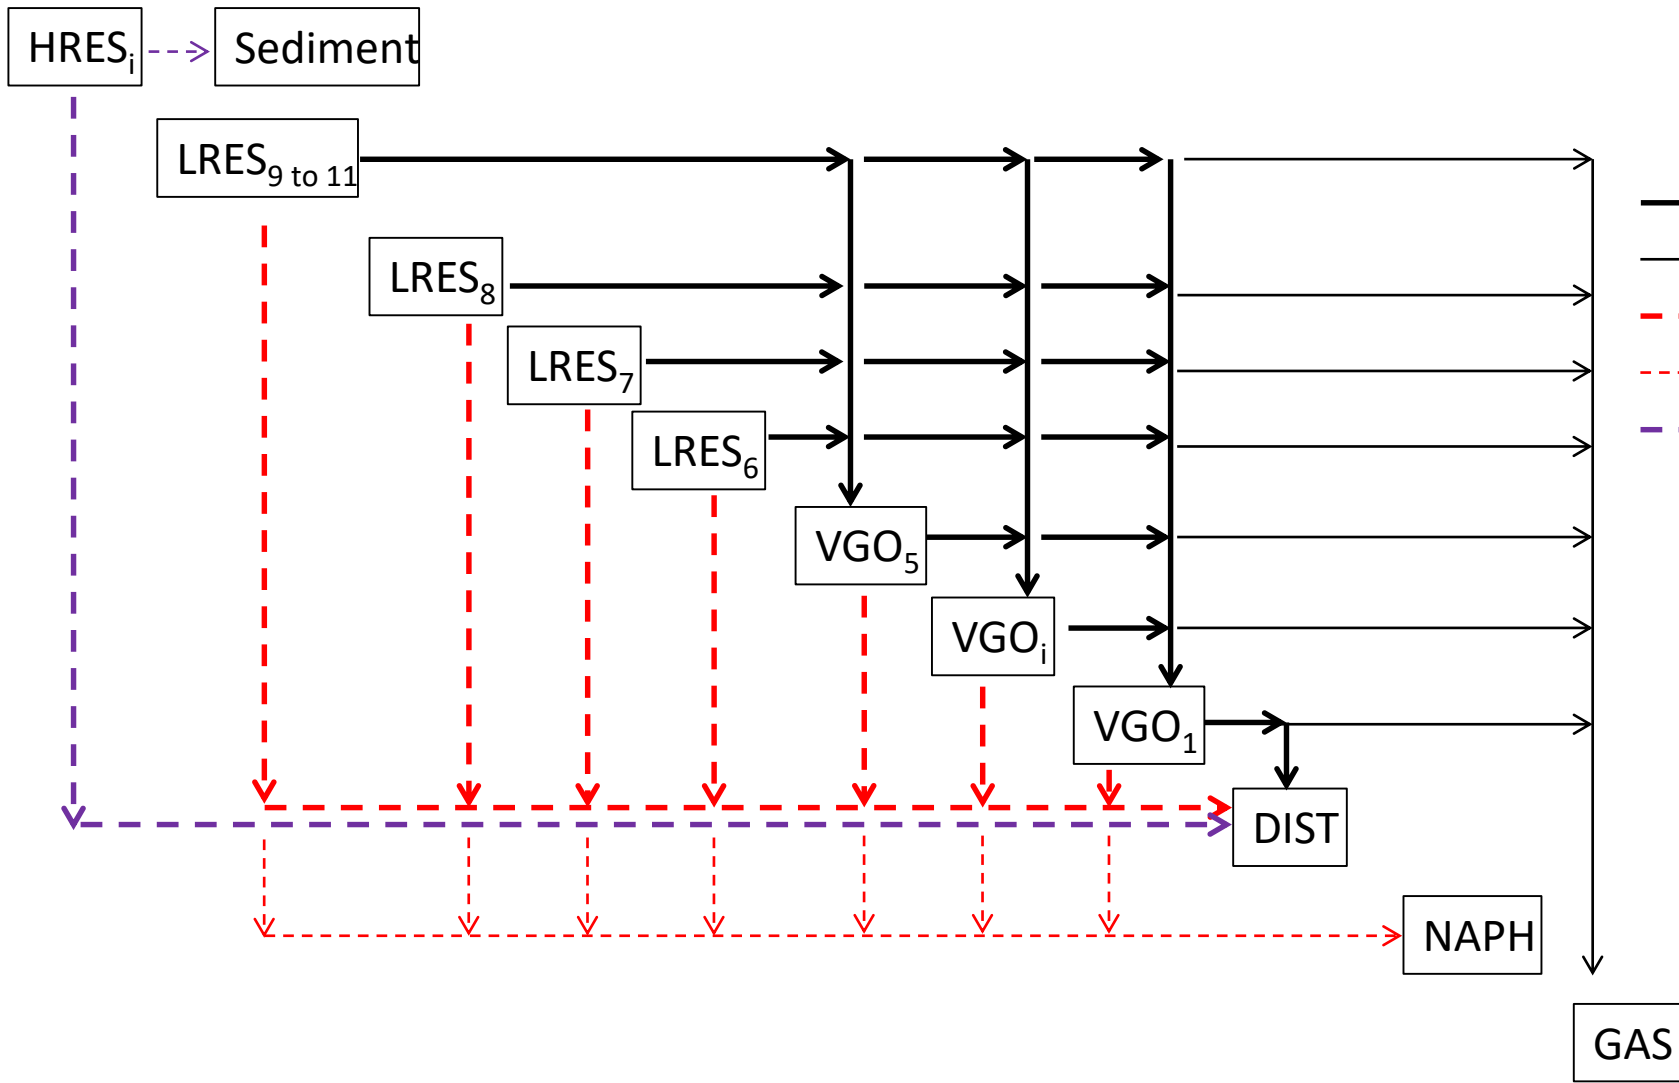 HRESi
Sediment
LRES9 to 11
LRES8
LRES7
LRES6
VGO5
VGOi
VGO1
DIST
NAPH
GAS